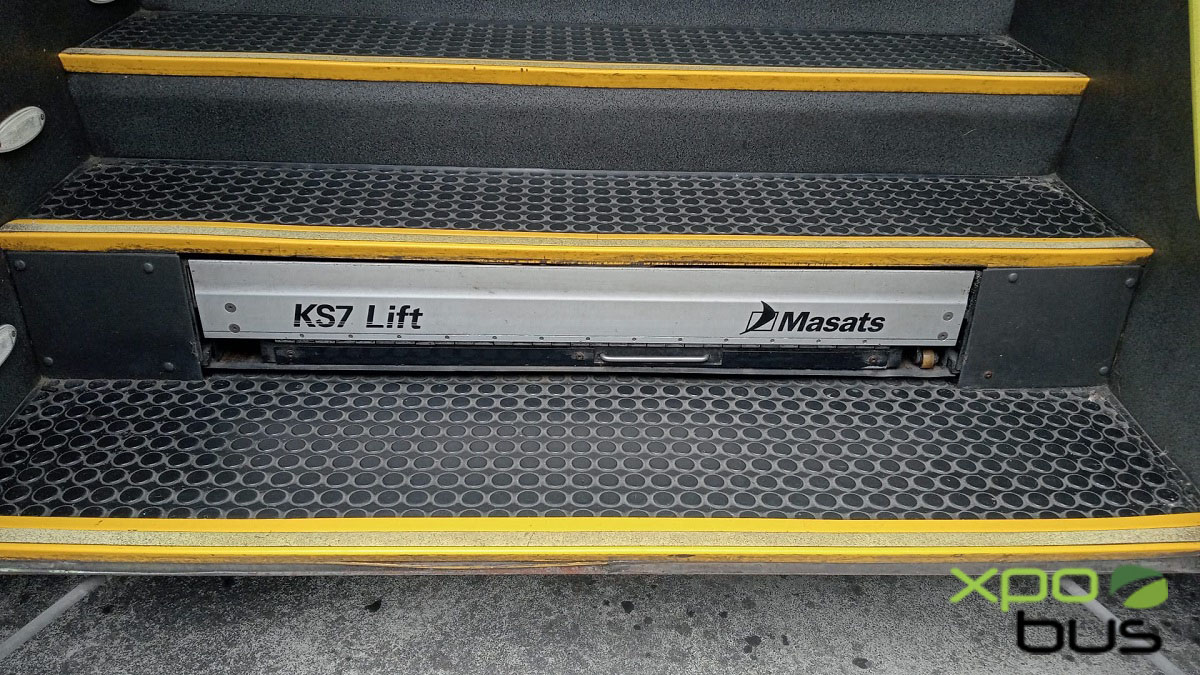 KS7 Lift
Masats
xpo
bus